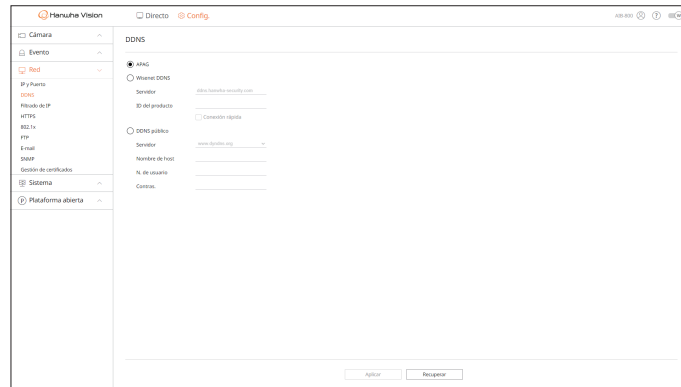 Hanwha Vision
Directo
Config.
AIB-800
?
Cámara
Evento
Red
IP y Puerto
DDNS
Filtrado de IP
HTTPS
802.1x
FTP
E-mail
SNMP
Gestión de certificados
Sistema
P Plataforma abierta
DDNS
APAG
Wisenet DDNS
Servidor ddns.hanwha-security.com
ID del producto
Conexión rápida
DDNS público
Servidor www.dyndns.org
Nombre de host
N. de usuario
Contras.
Aplicar
Recuperar